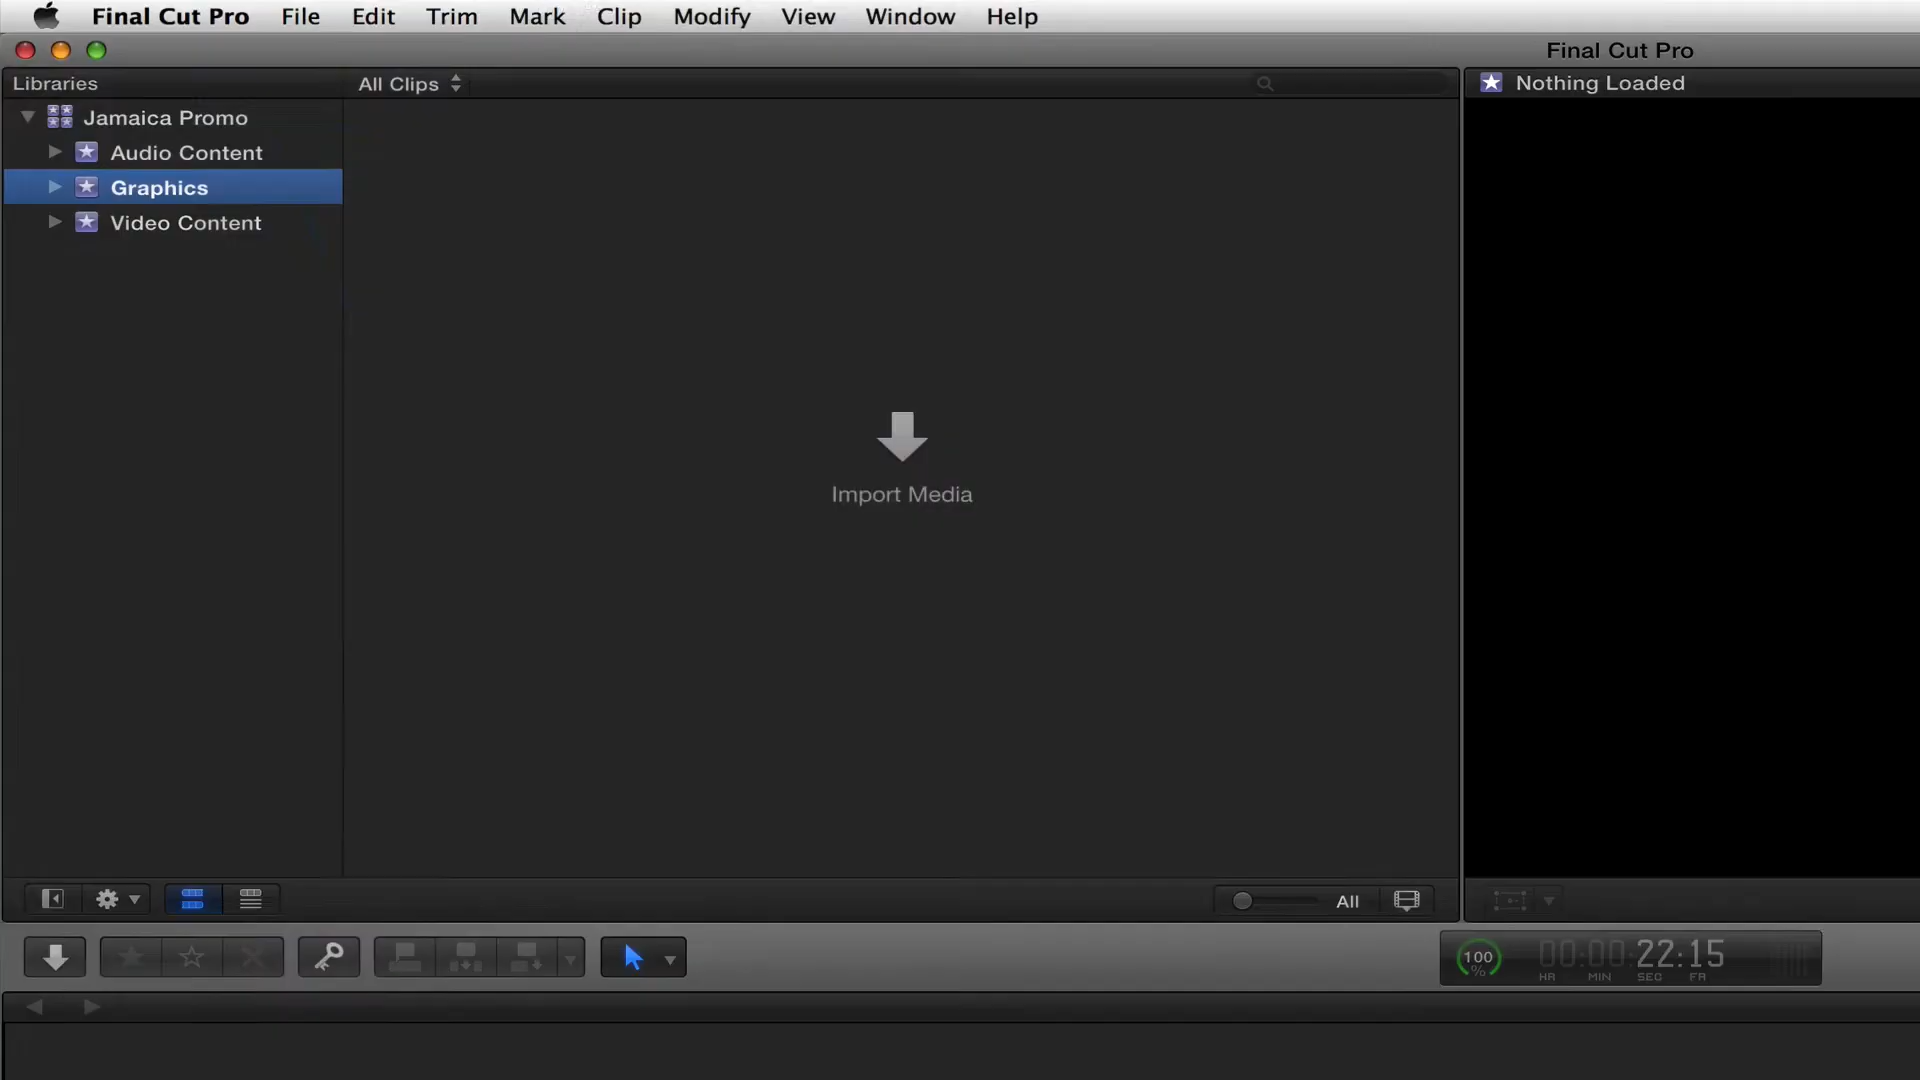 Final Cut Pro File Edit Trim Mark Clip Modify View Window Help
Final Cut Pro
Libraries
All Clips
Nothing Loaded
Jamaica Promo
Audio Content
Graphics
Video Content
Import Media
All
100
%
00:00:22:15
HR MIN SEC FR